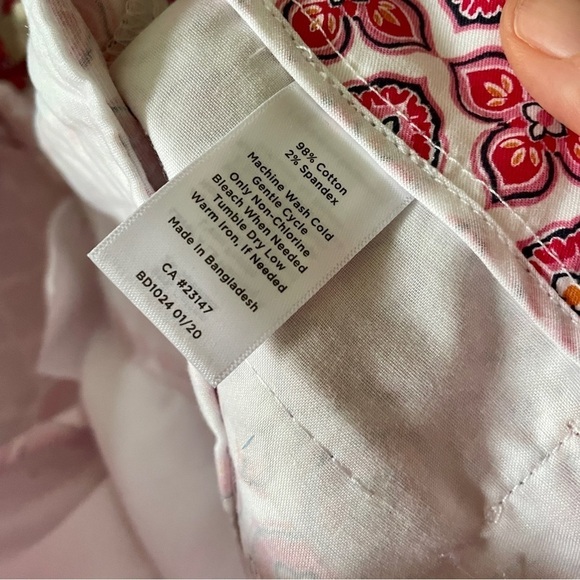 98% Cotton
2% Spandex
Machine Wash Cold
Gentle Cycle
Only Non-Chlorine
Bleach When Needed
Tumble Dry Low
Warm Iron, If Needed
Made In Bangladesh
CA #23147
BD1024 01/20